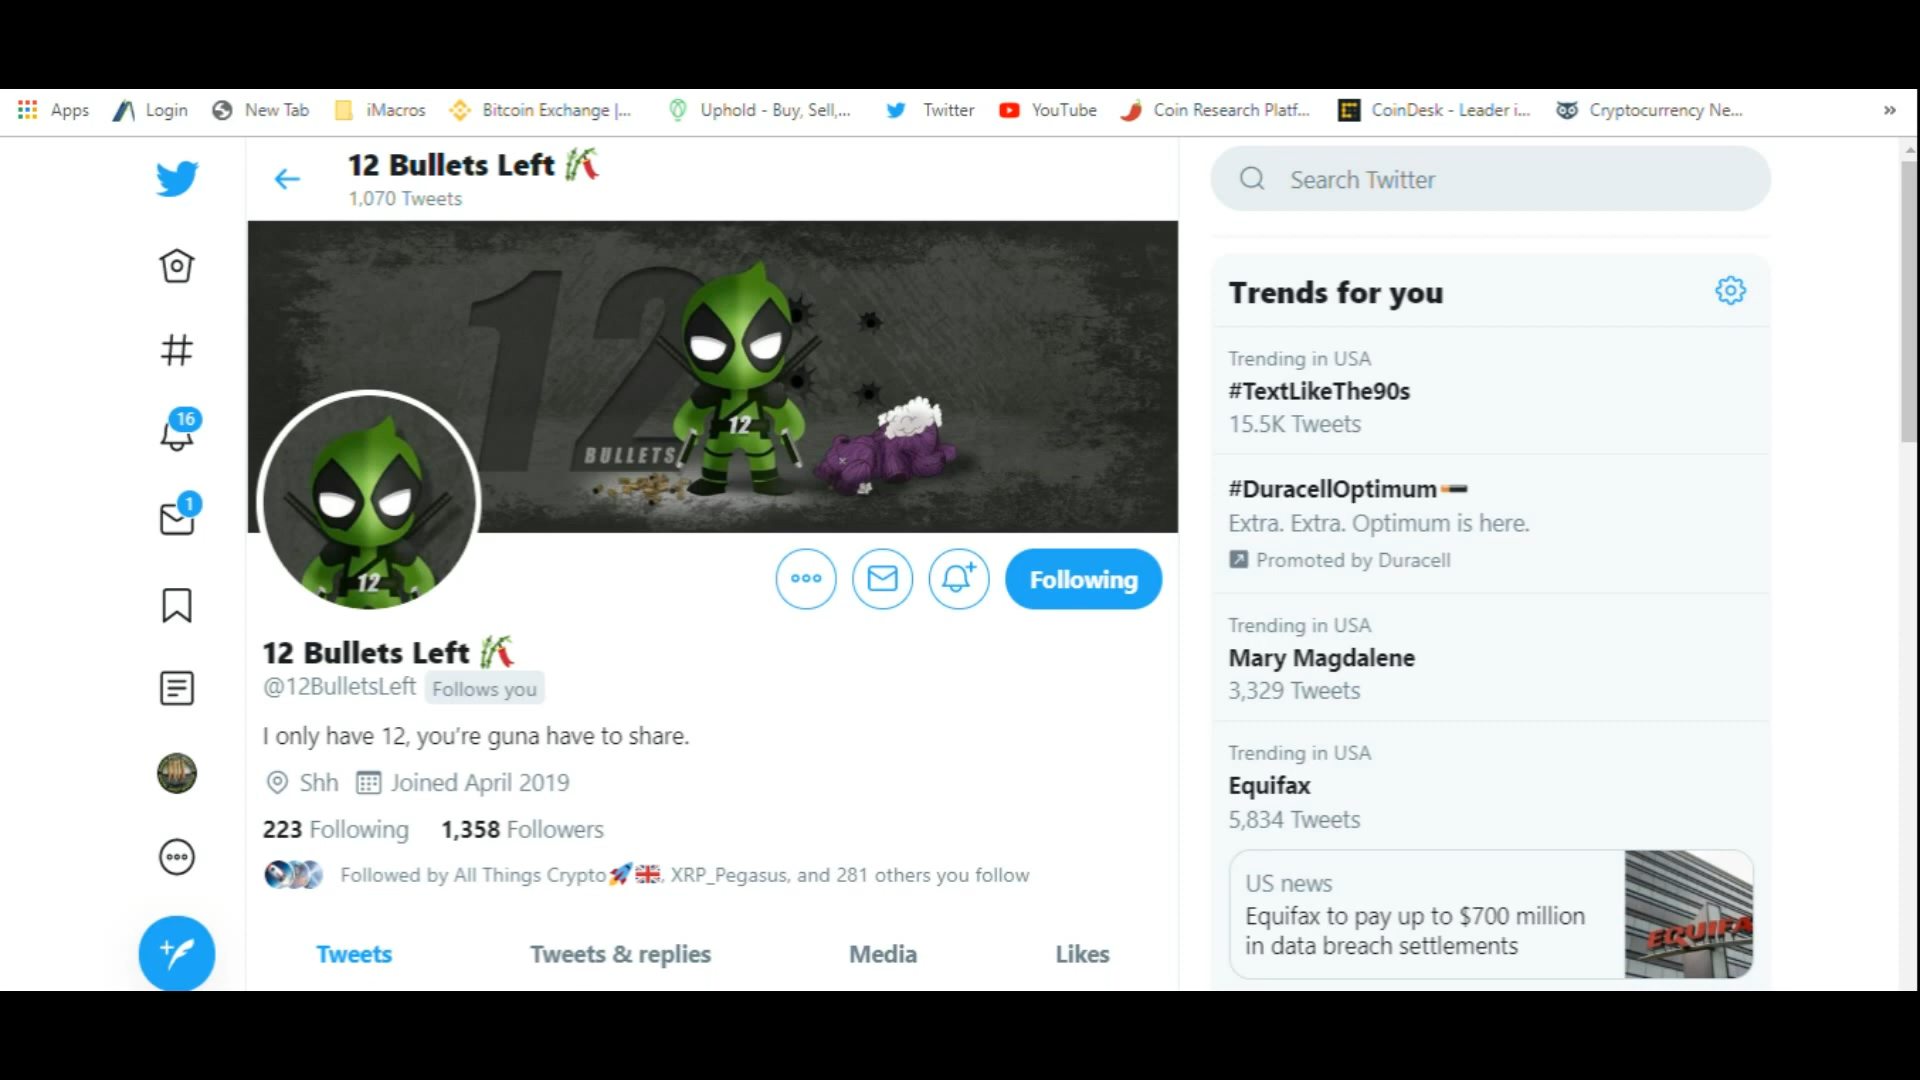 Apps Login New Tab iMacros Bitcoin Exchange |... Uphold - Buy, Sell,... Twitter YouTube Coin Research Platf... CoinDesk - Leader i... Cryptocurrency Ne... »
12 Bullets Left
1,070 Tweets
12
BULLETS
12
12
16
1
Following
12 Bullets Left
@12BulletsLeft Follows you
I only have 12, you're guna have to share.
Shh Joined April 2019
223 Following 1,358 Followers
Followed by All Things Crypto🚀🇬🇧, XRP_Pegasus, and 281 others you follow
Tweets Tweets & replies Media Likes
Search Twitter
Trends for you
Trending in USA
#TextLikeThe90s
15.5K Tweets
#DuracellOptimum
Extra. Extra. Optimum is here.
Promoted by Duracell
Trending in USA
Mary Magdalene
3,329 Tweets
Trending in USA
Equifax
5,834 Tweets
US news
Equifax to pay up to $700 million
in data breach settlements
EQUIFA